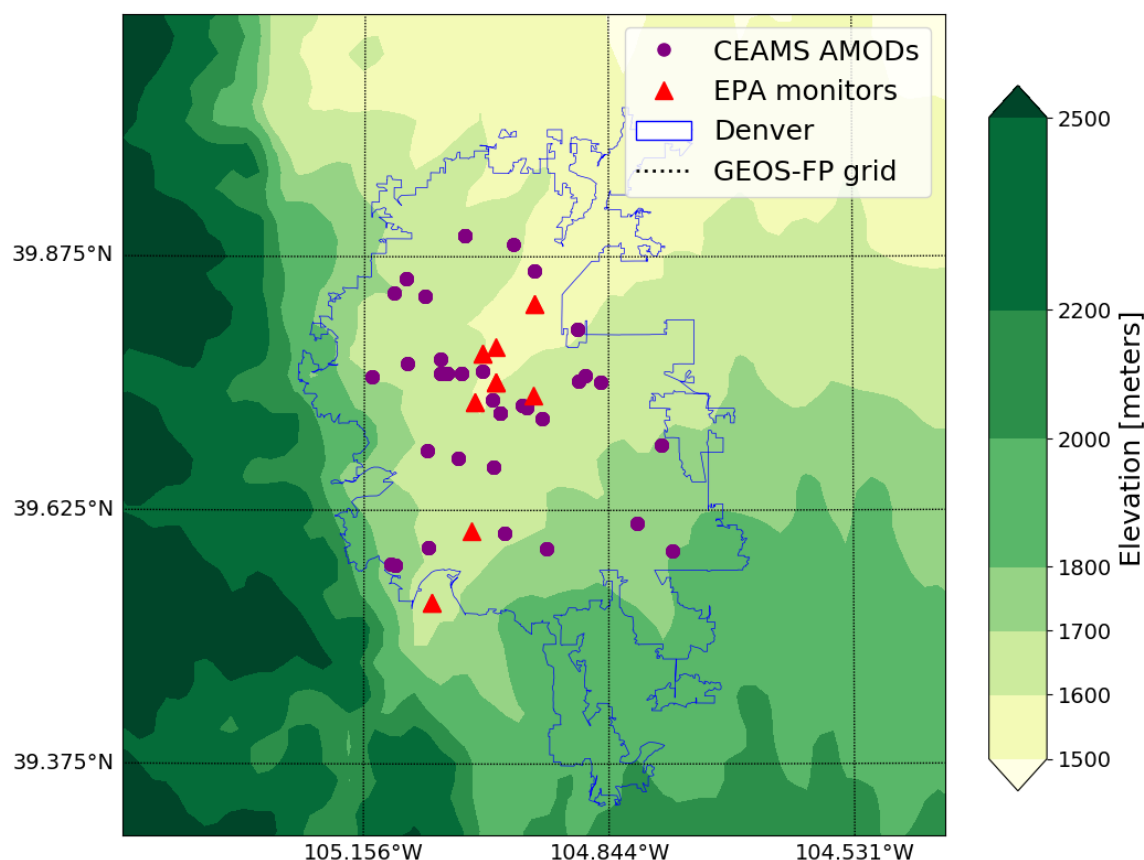 CEAMS AMODs
EPA monitors
Denver
GEOS-FP grid
39.875°N
39.625°N
39.375°N
105.156°W
104.844°W
104.531°W
2500
2200
2000
1800
1700
1600
1500
Elevation [meters]